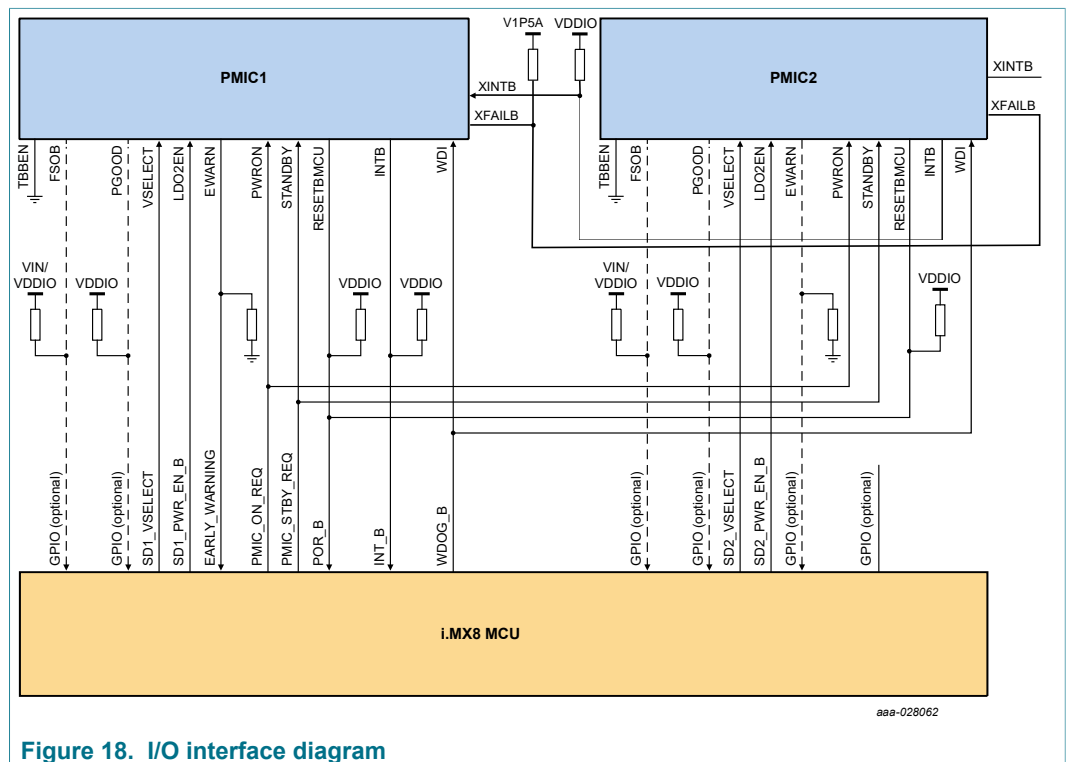 V1P5A
VDDIO
PMIC1
PMIC2
XINTB
XFAILB
XINTB
XFAILB
TBBEN
FSOB
PGOOD
VSELECT
LDO2EN
EWARN
PWRON
STANDBY
RESETBMCU
INTB
WDI
TBBEN
FSOB
PGOOD
VSELECT
LDO2EN
EWARN
PWRON
STANDBY
RESETBMCU
INTB
WDI
VIN/
VDDIO
VDDIO
VDDIO
VDDIO
VIN/
VDDIO
VDDIO
VDDIO
GPIO (optional)
GPIO (optional)
SD1_VSELECT
SD1_PWR_EN_B
EARLY_WARNING
PMIC_ON_REQ
PMIC_STBY_REQ
POR_B
INT_B
WDOG_B
GPIO (optional)
GPIO (optional)
SD2_VSELECT
SD2_PWR_EN_B
GPIO (optional)
GPIO (optional)
i.MX8 MCU
aaa-028062
Figure 18. I/O interface diagram